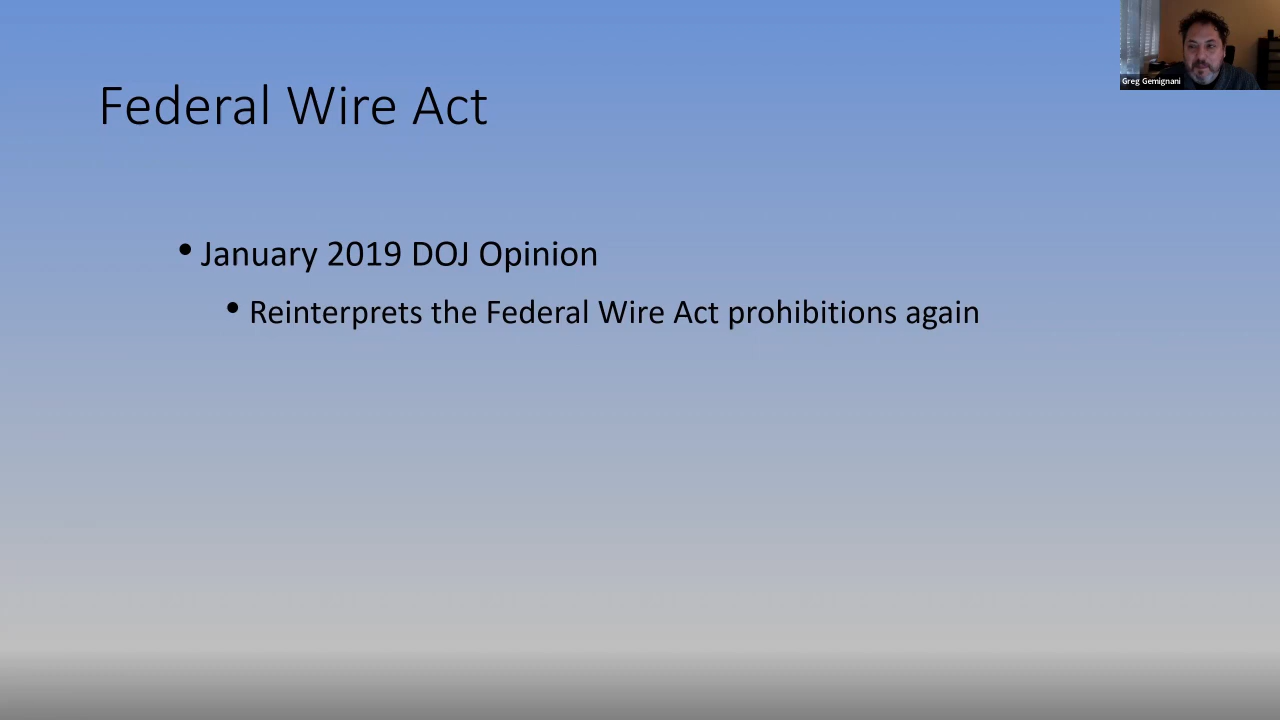 Federal Wire Act
• January 2019 DOJ Opinion
• Reinterprets the Federal Wire Act prohibitions again
Greg Gemignani